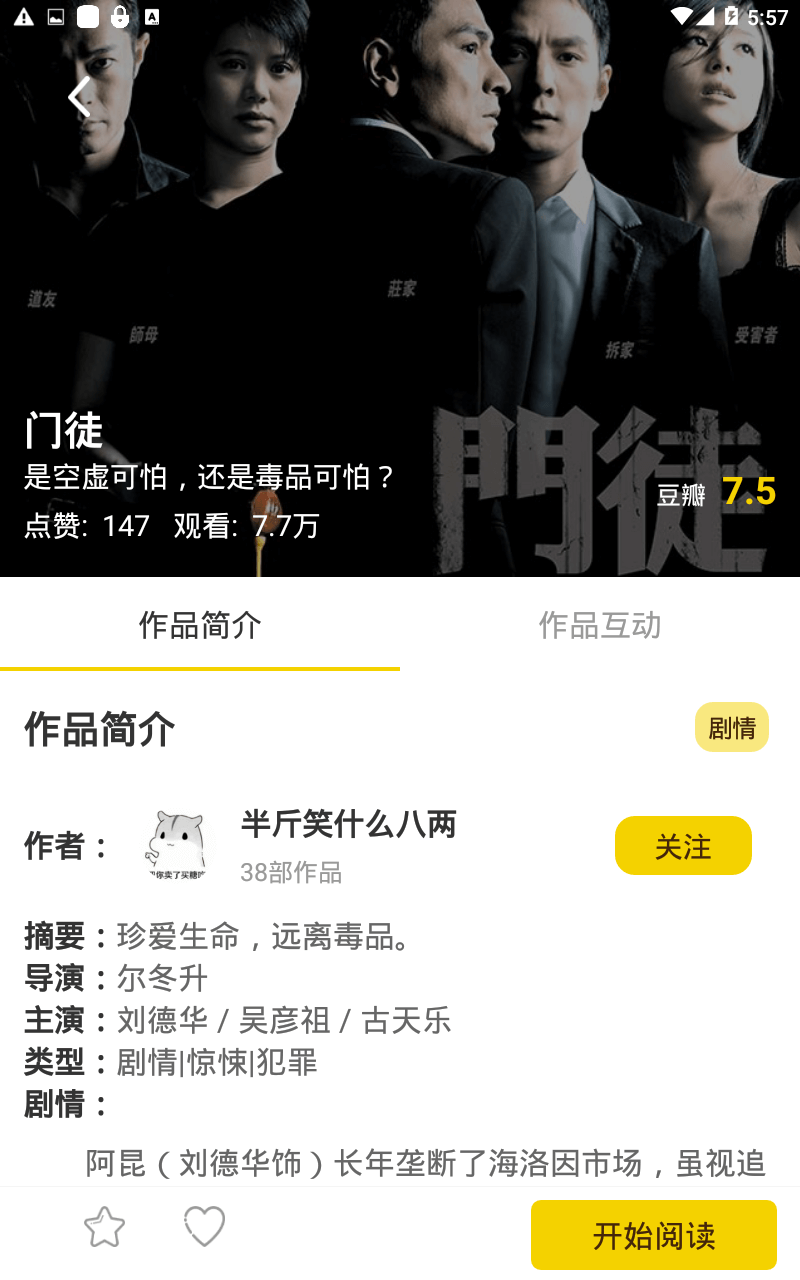 A
5:57
道友
莊家
師母
拆家
受害者
門徒
门徒
是空虚可怕，还是毒品可怕？
豆瓣 7.5
点赞: 147 观看: 7.7万
作品简介 作品互动
作品简介 剧情
作者： 半斤笑什么八两 关注
38部作品
摘要：珍爱生命，远离毒品。
导演：尔冬升
主演：刘德华 / 吴彦祖 / 古天乐
类型：剧情|惊悚|犯罪
剧情：
阿昆（刘德华饰）长年垄断了海洛因市场，虽视追
开始阅读